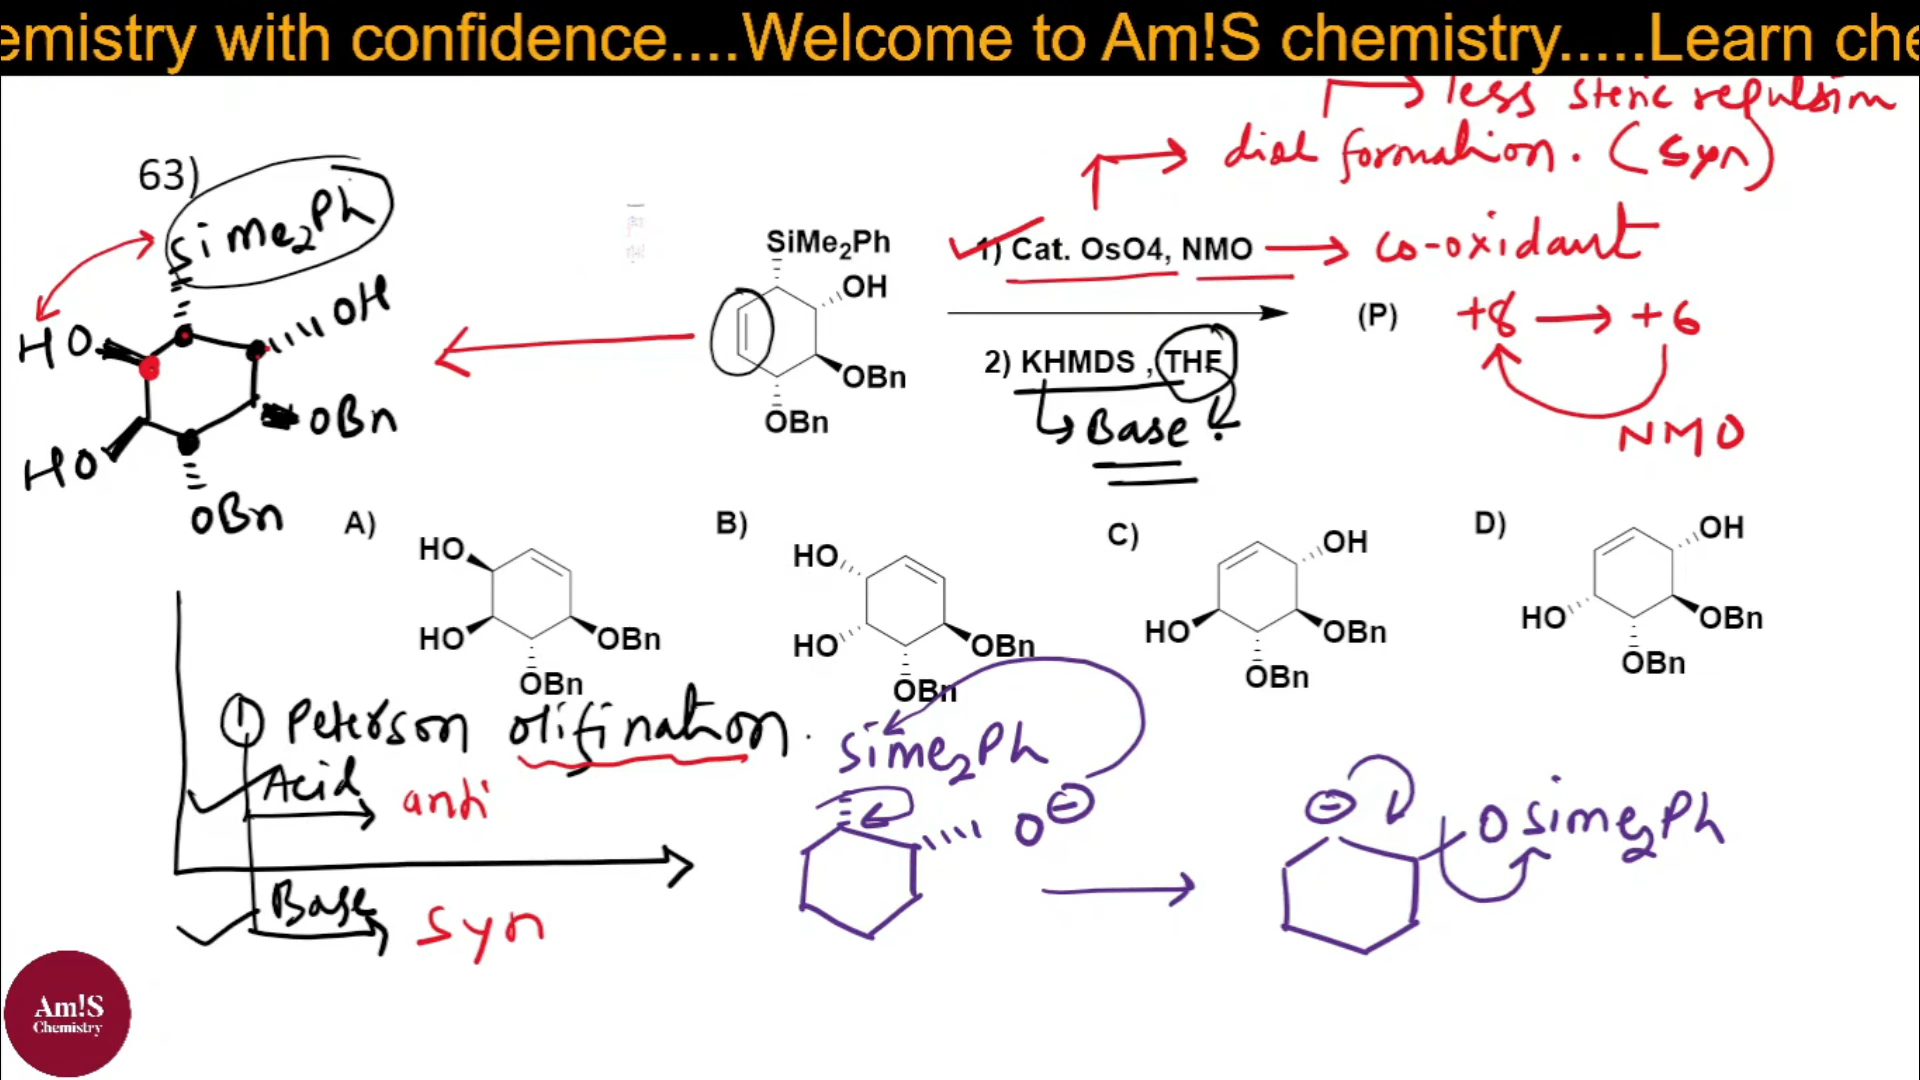 emistry with confidence....Welcome to Am!S chemistry.....Learn che
less steric repulsion
diol formation. (syn)
63)
SiMe2Ph
OH
HO
OBn
HO
OBn
SiMe2Ph
OH
OBn
OBn
1) Cat. OsO4, NMO
co-oxidant
2) KHMDS , THF
Base
(P)
+8 → +6
NMO
A)
HO
HO
OBn
OBn
B)
HO
HO
OBn
OBn
C)
OH
HO
OBn
OBn
D)
OH
HO
OBn
OBn
① Peterson olifination.
Acid
anti
Base
syn
Sime2Ph
O⊖
⊖
OSime2Ph
Am!S
Chemistry